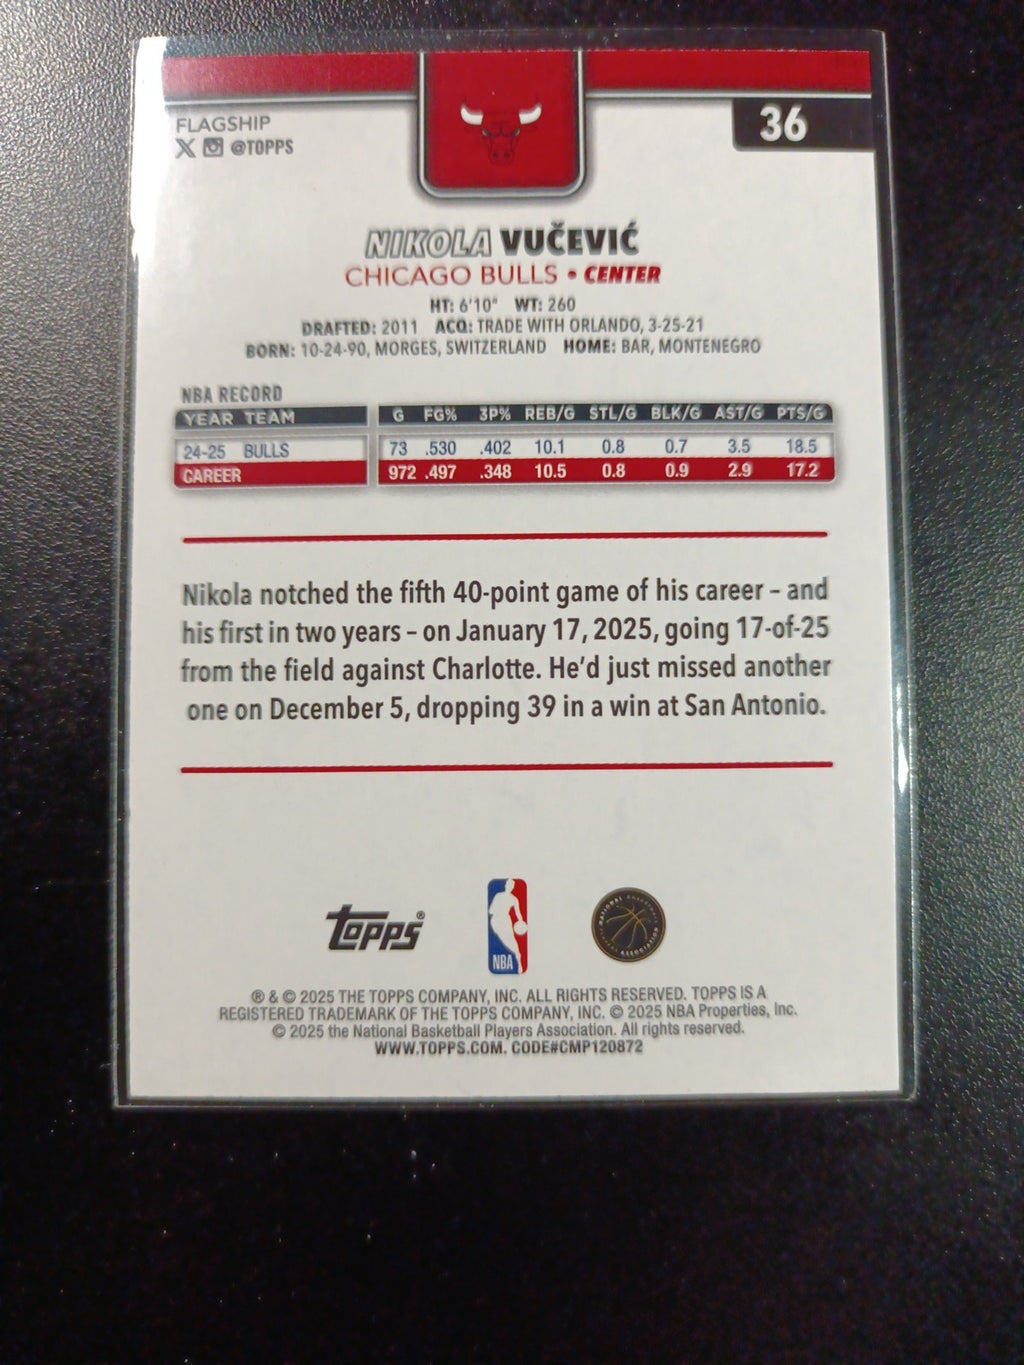 FLAGSHIP
36
X @TOPPS
NIKOLA VUČEVIĆ
CHICAGO BULLS • CENTER
HT: 6'10" WT: 260
DRAFTED: 2011 ACQ: TRADE WITH ORLANDO, 3-25-21
BORN: 10-24-90, MORGES, SWITZERLAND HOME: BAR, MONTENEGRO
NBA RECORD
YEAR TEAM G FG% 3P% REB/G STL/G BLK/G AST/G PTS/G
24-25 BULLS 73 .530 .402 10.1 0.8 0.7 3.5 18.5
CAREER 972 .497 .348 10.5 0.8 0.9 2.9 17.2
Nikola notched the fifth 40-point game of his career – and
his first in two years – on January 17, 2025, going 17-of-25
from the field against Charlotte. He'd just missed another
one on December 5, dropping 39 in a win at San Antonio.
Topps®
NBA
® & © 2025 THE TOPPS COMPANY, INC. ALL RIGHTS RESERVED. TOPPS IS A
REGISTERED TRADEMARK OF THE TOPPS COMPANY, INC. © 2025 NBA Properties, Inc.
© 2025 the National Basketball Players Association. All rights reserved.
WWW.TOPPS.COM. CODE#CMP120872